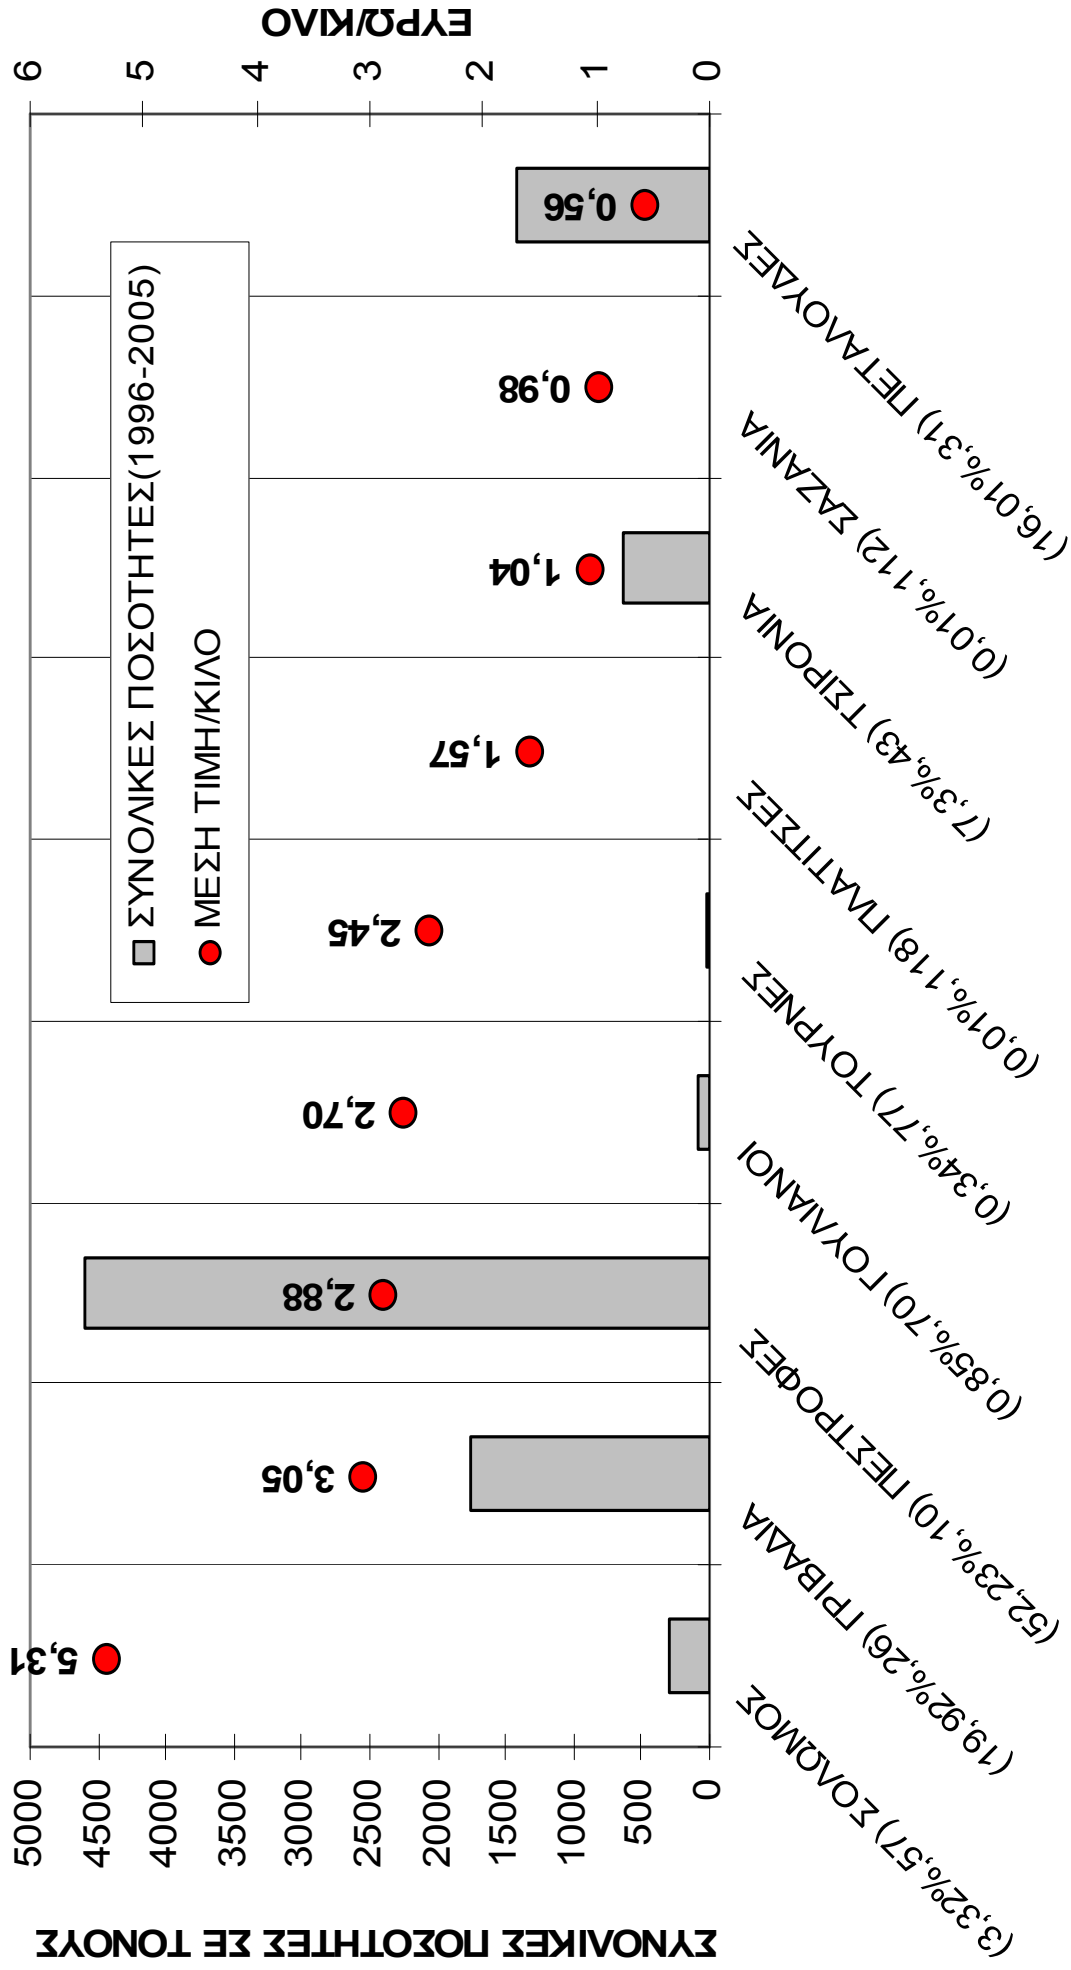 ΣΥΝΟΛΙΚΕΣ ΠΟΣΟΤΗΤΕΣ ΣΕ ΤΟΝΟΥΣ
5000
4500
4000
3500
3000
2500
2000
1500
1000
500
0
ΣΥΝΟΛΙΚΕΣ ΠΟΣΟΤΗΤΕΣ(1996-2005)
ΜΕΣΗ ΤΙΜΗ/ΚΙΛΟ
5,31
3,05
2,88
2,70
2,45
1,57
1,04
0,98
0,56
6
5
4
3
2
1
0
ΕΥΡΩ/ΚΙΛΟ
(3,32%,57) ΣΟΛΩΜΟΣ
(19,92%,26) ΓΡΙΒΑΔΙΑ
(52,23%,10) ΠΕΣΤΡΟΦΕΣ
(0,85%,70) ΓΟΥΛΙΑΝΟΙ
(0,34%,77) ΤΟΥΡΝΕΣ
(0,01%,118) ΠΛΑΤΙΤΣΕΣ
(7,3%,43) ΤΣΙΡΟΝΙΑ
(0,01%,112) ΣΑΖΑΝΙΑ
(16,01%,31) ΠΕΤΑΛΟΥΔΕΣ